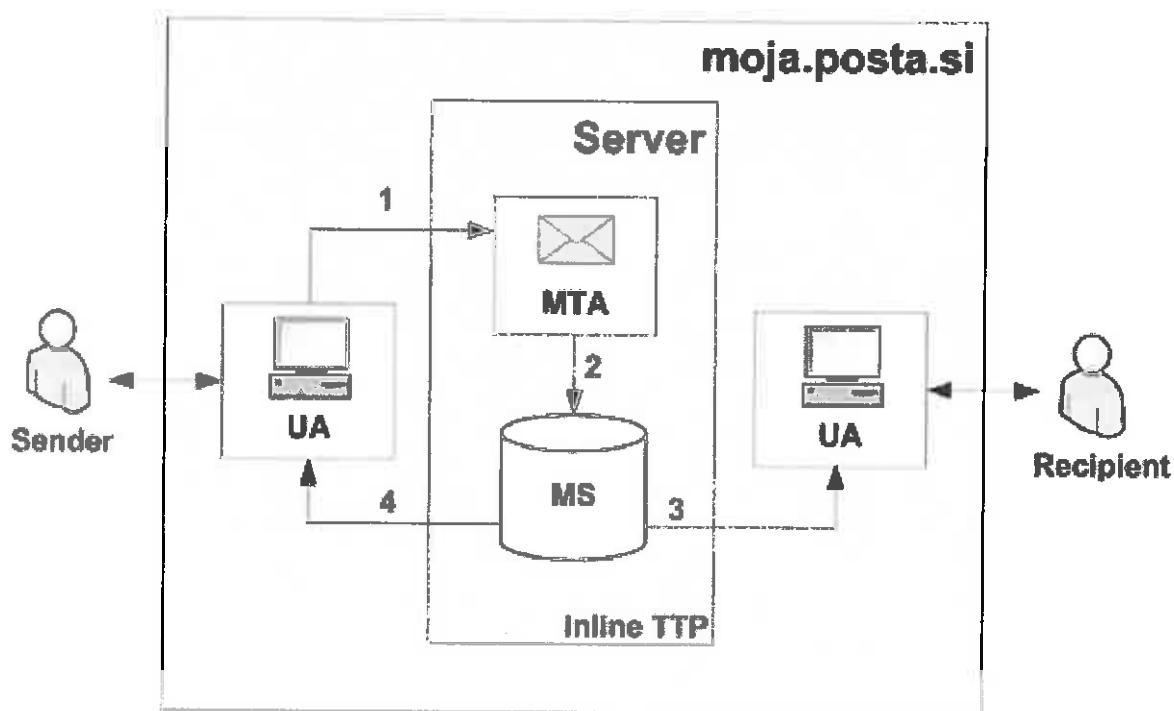 moja.posta.si
Server
1
MTA
2
Sender
UA
UA
Recipient
MS
4
3
Inline TTP